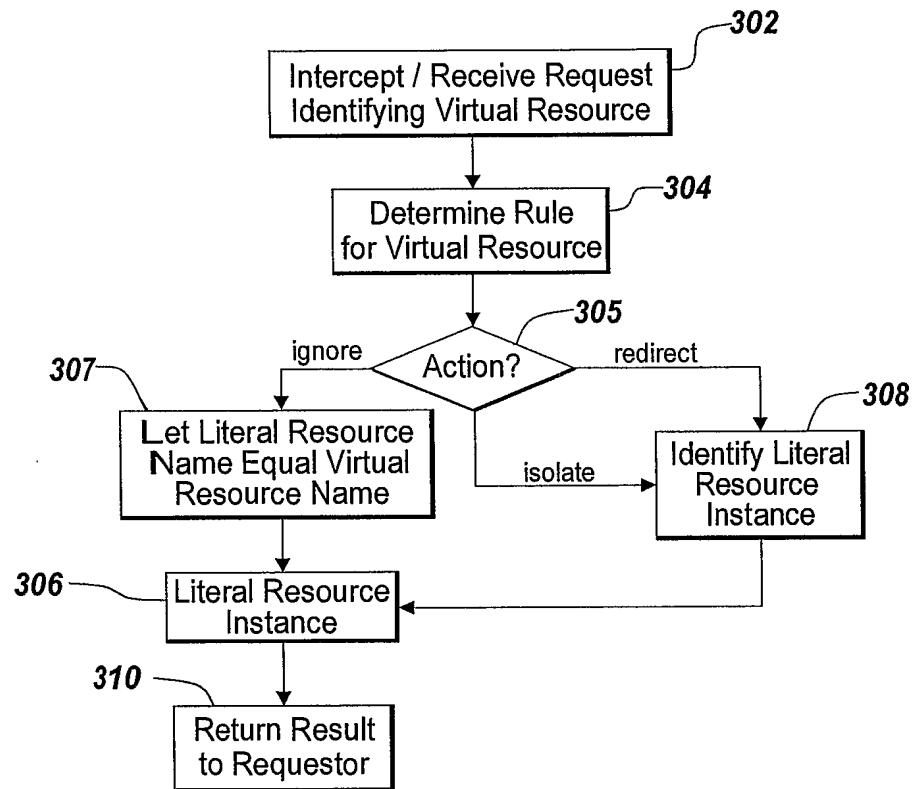 302
Intercept / Receive Request
Identifying Virtual Resource
304
Determine Rule
for Virtual Resource
305
Action?
ignore
redirect
isolate
307
Let Literal Resource
Name Equal Virtual
Resource Name
308
Identify Literal
Resource
Instance
306
Literal Resource
Instance
310
Return Result
to Requestor